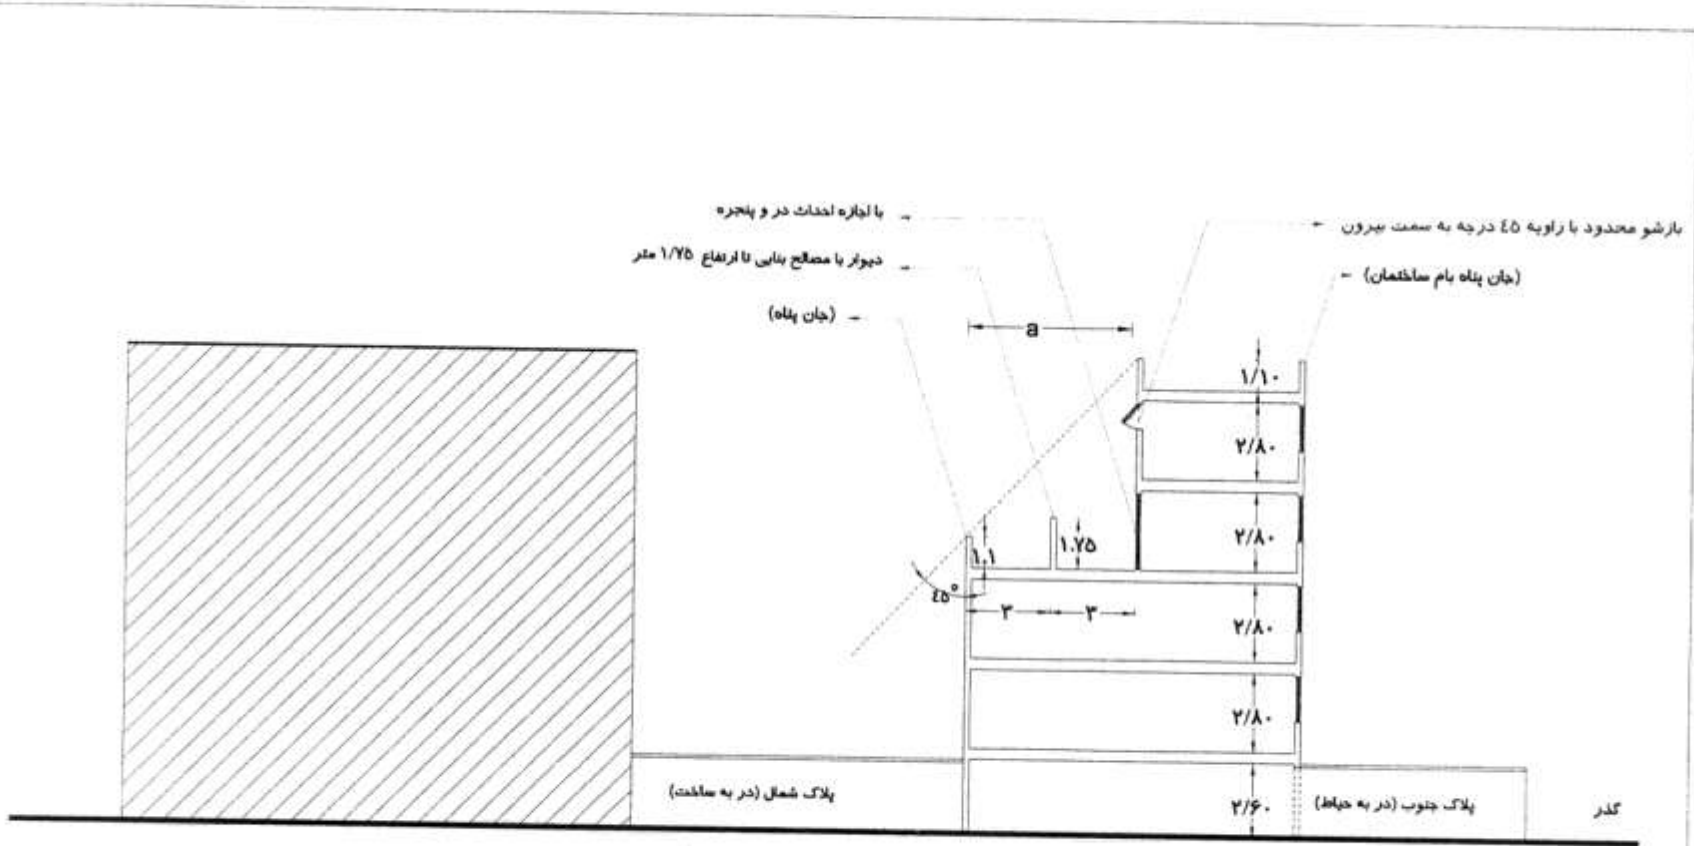 با اجازه احداث در و پنجره
بازشو محدود با زاویه ٤٥ درجه به سمت بیرون
دیوار با مصالح بنایی تا ارتفاع ۱/۷۵ متر
(جان پناه بام ساختمان)
(جان پناه)
a
۱/۱۰
۲/۸۰
۲/۸۰
۱.۱
۱.۷۵
٤٥°
۳
۳
۲/۸۰
۲/۸۰
پلاک شمال (در به ساخت)
۲/۶۰
پلاک جنوب (در به حیاط)
گذر